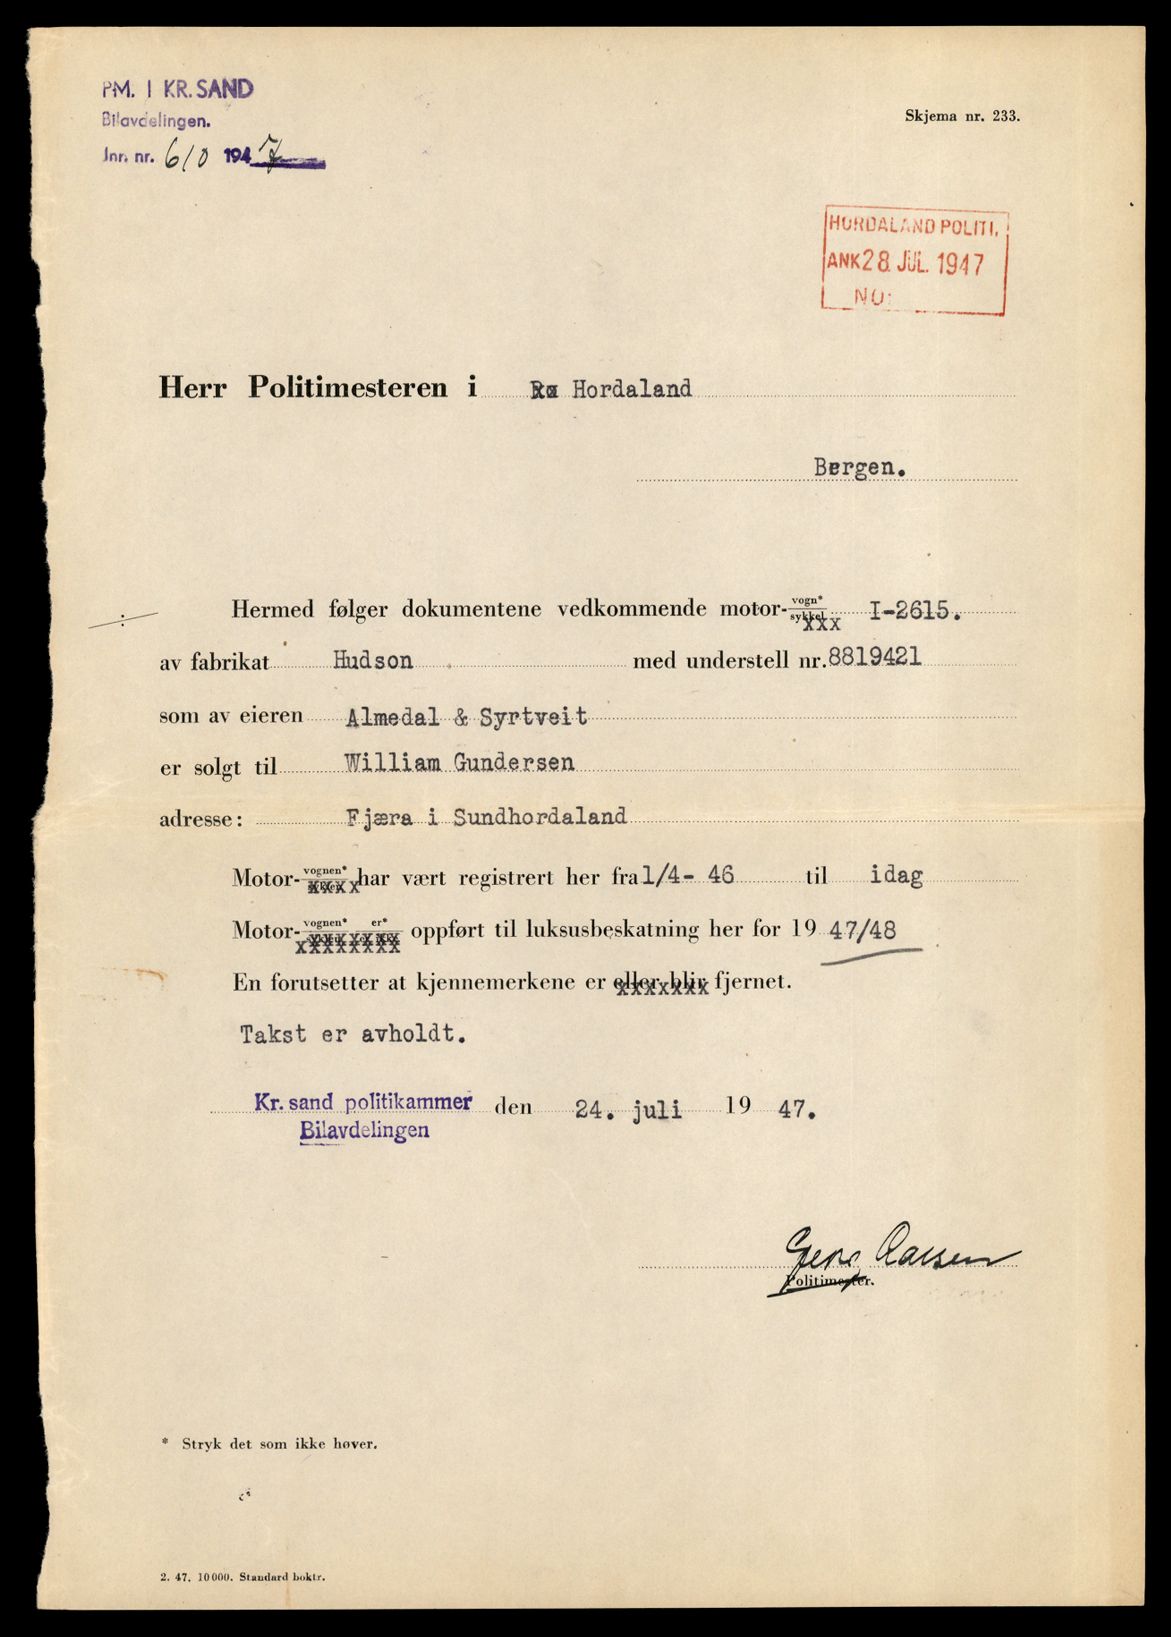 PM. I KR. SAND
Bilavdelingen.
Jnr. nr. 610 1947
Skjema nr. 233.
HORDALAND POLITI.
ANK 28 JUL. 1947
NO:
Herr Politimesteren i Hordaland
Bergen.
Hermed følger dokumentene vedkommende motor-vogn* sykkel I-2615.
av fabrikat Hudson med understell nr. 8819421
som av eieren Almedal & Syrtveit
er solgt til William Gundersen
adresse: Fjæra i Sundhordaland
Motor-vognen* har vært registrert her fra 1/4- 46 til idag
Motor-vognen* er* oppført til luksusbeskatning her for 19 47/48
En forutsetter at kjennemerkene er eller blir fjernet.
Takst er avholdt.
Kr. sand politikammer den 24. juli 19 47.
Bilavdelingen
Politimester.
* Stryk det som ikke høver.
2. 47. 10000. Standard boktr.